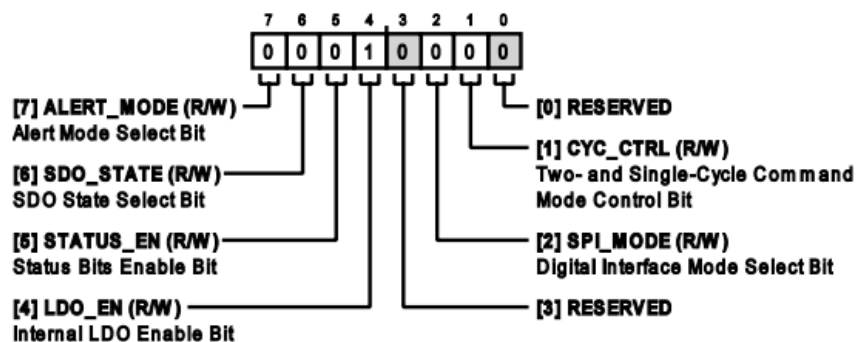 7 6 5 4 3 2 1 0
0 0 0 1 0 0 0 0
[7] ALERT_MODE (R/W)
Alert Mode Select Bit
[6] SDO_STATE (R/W)
SDO State Select Bit
[5] STATUS_EN (R/W)
Status Bits Enable Bit
[4] LDO_EN (R/W)
Internal LDO Enable Bit
[0] RESERVED
[1] CYC_CTRL (R/W)
Two- and Single-Cycle Command
Mode Control Bit
[2] SPI_MODE (R/W)
Digital Interface Mode Select Bit
[3] RESERVED